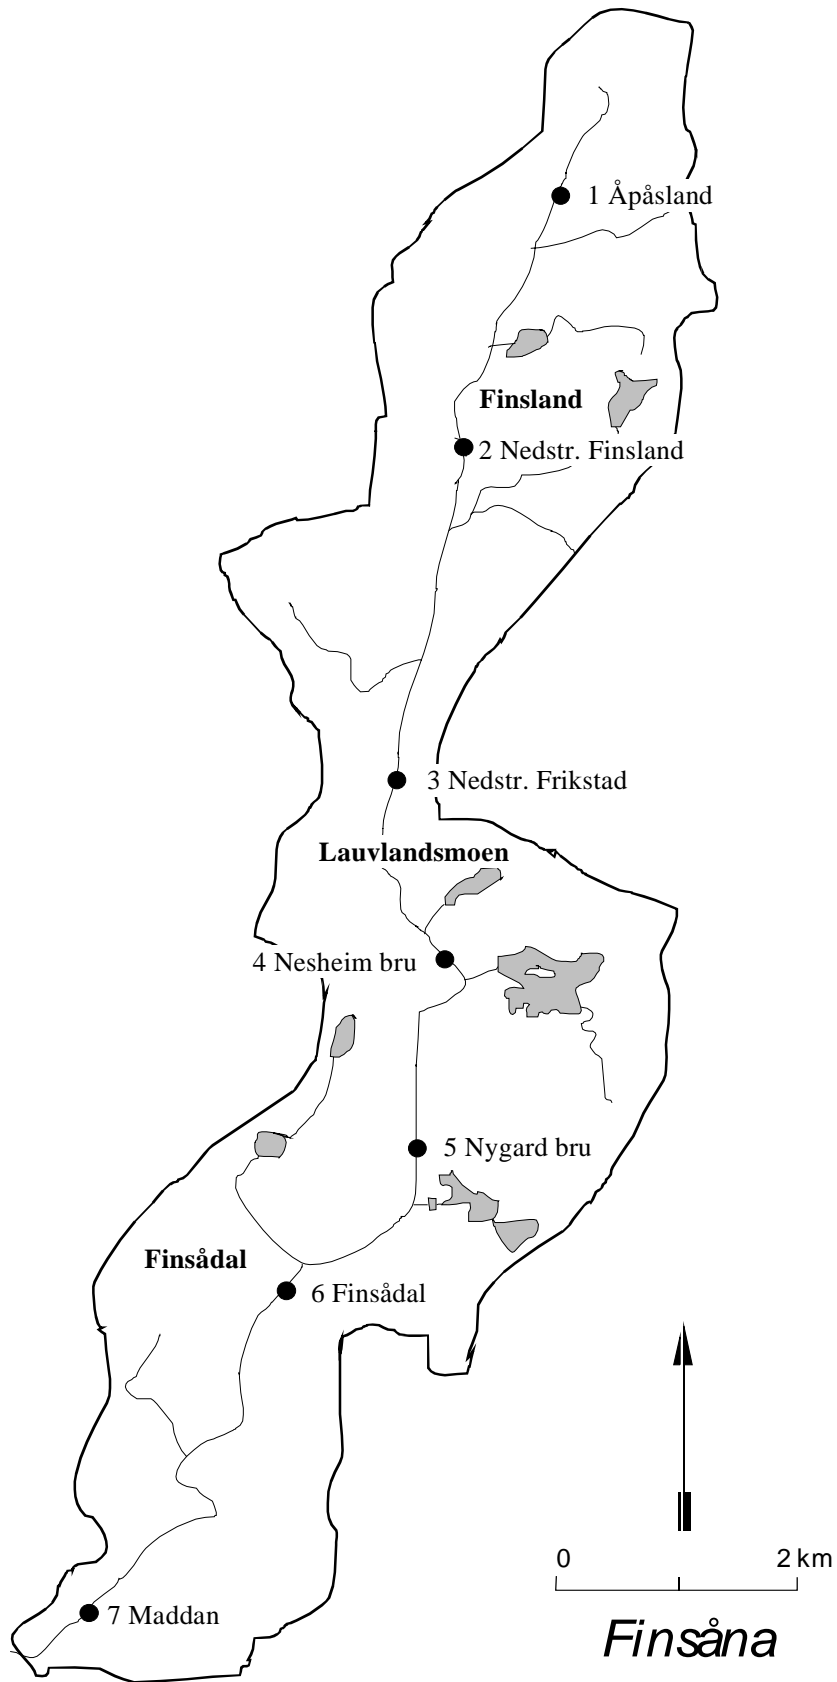 1 Åpåsland
Finsland
2 Nedstr. Finsland
3 Nedstr. Frikstad
Lauvlandsmoen
4 Nesheim bru
5 Nygard bru
Finsådal
6 Finsådal
0 2 km
7 Maddan
Finsåna